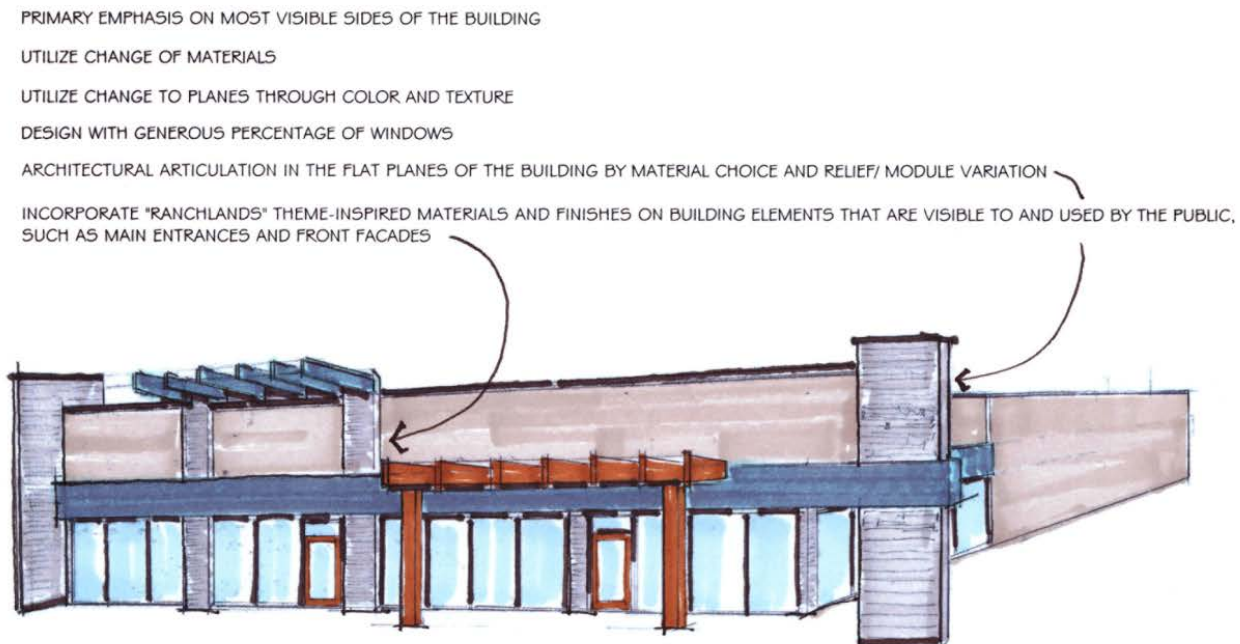 PRIMARY EMPHASIS ON MOST VISIBLE SIDES OF THE BUILDING
UTILIZE CHANGE OF MATERIALS
UTILIZE CHANGE TO PLANES THROUGH COLOR AND TEXTURE
DESIGN WITH GENEROUS PERCENTAGE OF WINDOWS
ARCHITECTURAL ARTICULATION IN THE FLAT PLANES OF THE BUILDING BY MATERIAL CHOICE AND RELIEF/ MODULE VARIATION
INCORPORATE "RANCHLANDS" THEME-INSPIRED MATERIALS AND FINISHES ON BUILDING ELEMENTS THAT ARE VISIBLE TO AND USED BY THE PUBLIC,
SUCH AS MAIN ENTRANCES AND FRONT FACADES